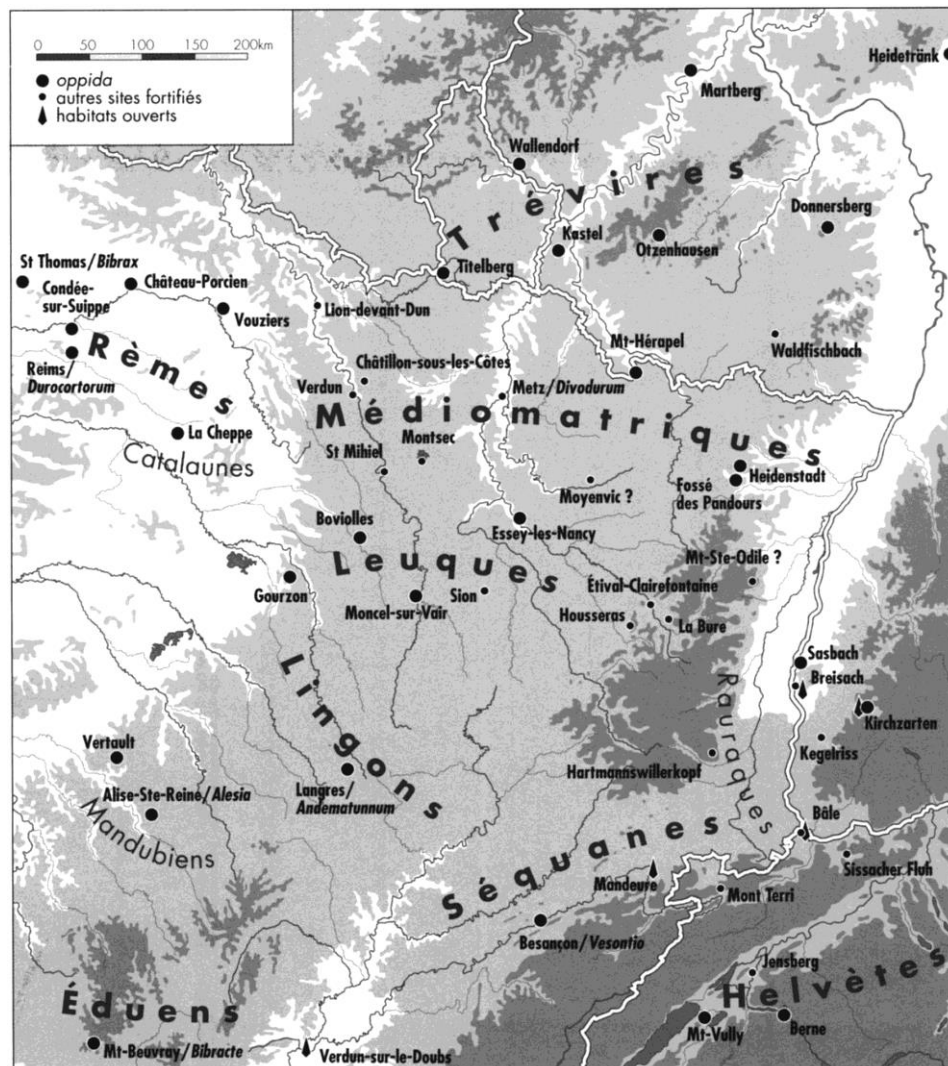 0 50 100 150 200km
oppida
autres sites fortifiés
habitats ouverts
Heidetränk
Martberg
Wallendorf
Trévires
Donnersberg
Kastel
Otzenhausen
Titelberg
St Thomas/Bibrax
Château-Porcien
Condée-
sur-Suippe
Vouziers
Lion-devant-Dun
Rèmes
Mt-Hérapel
Waldfischbach
Châtillon-sous-les-Côtes
Reims/
Durocortorum
Verdun
Metz/Divodurum
Médiomatriques
La Cheppe
Catalaunes
Montsec
St Mihiel
Moyenvic ?
Heidenstadt
Fossé
des Pandours
Boviolles
Essey-les-Nancy
Leuques
Mt-Ste-Odile ?
Gourzon
Étival-Clairefontaine
Sion
Moncel-sur-Vair
Housseras
La Bure
Sasbach
Breisach
Lingons
Rauraques
Kirchzarten
Kegelriss
Vertault
Hartmannswillerkopf
Langres/
Andematunnum
Alise-Ste-Reine/Alesia
Mandubiens
Bâle
Séquanes
Sissacher Fluh
Mandeure
Mont Terri
Besançon/Vesontio
Jensberg
Helvètes
Éduens
Mt-Vully
Berne
Mt-Beuvray/Bibracte
Verdun-sur-le-Doubs